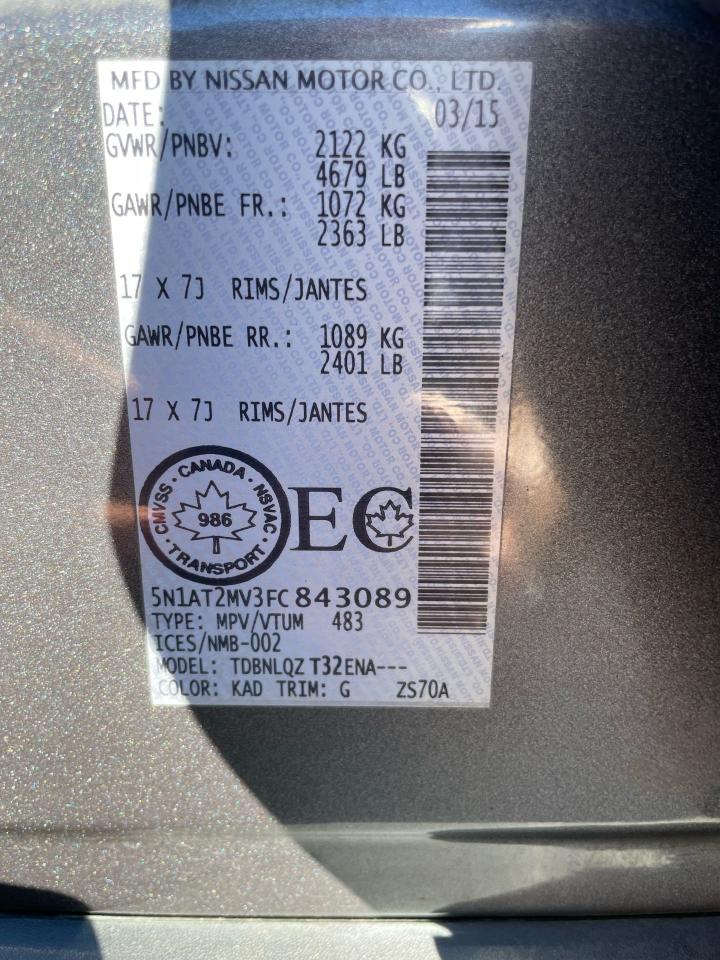 MFD BY NISSAN MOTOR CO., LTD.
DATE: 03/15
GVWR/PNBV: 2122 KG
4679 LB
GAWR/PNBE FR.: 1072 KG
2363 LB
17 X 7J RIMS/JANTES
GAWR/PNBE RR.: 1089 KG
2401 LB
17 X 7J RIMS/JANTES
CMVSS · CANADA · NSVAC · TRANSPORT ·
986
EC
5N1AT2MV3FC843089
TYPE: MPV/VTUM 483
ICES/NMB-002
MODEL: TDBNLQZ T32ENA---
COLOR: KAD TRIM: G ZS70A